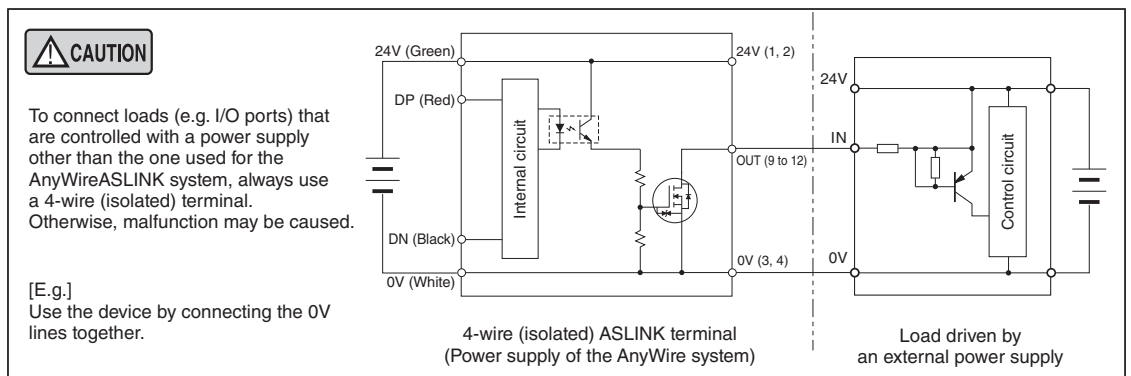 CAUTION
To connect loads (e.g. I/O ports) that
are controlled with a power supply
other than the one used for the
AnyWireASLINK system, always use
a 4-wire (isolated) terminal.
Otherwise, malfunction may be caused.
[E.g.]
Use the device by connecting the 0V
lines together.
24V (Green)
DP (Red)
DN (Black)
0V (White)
Internal circuit
24V (1, 2)
OUT (9 to 12)
0V (3, 4)
4-wire (isolated) ASLINK terminal
(Power supply of the AnyWire system)
24V
IN
0V
Control circuit
Load driven by
an external power supply